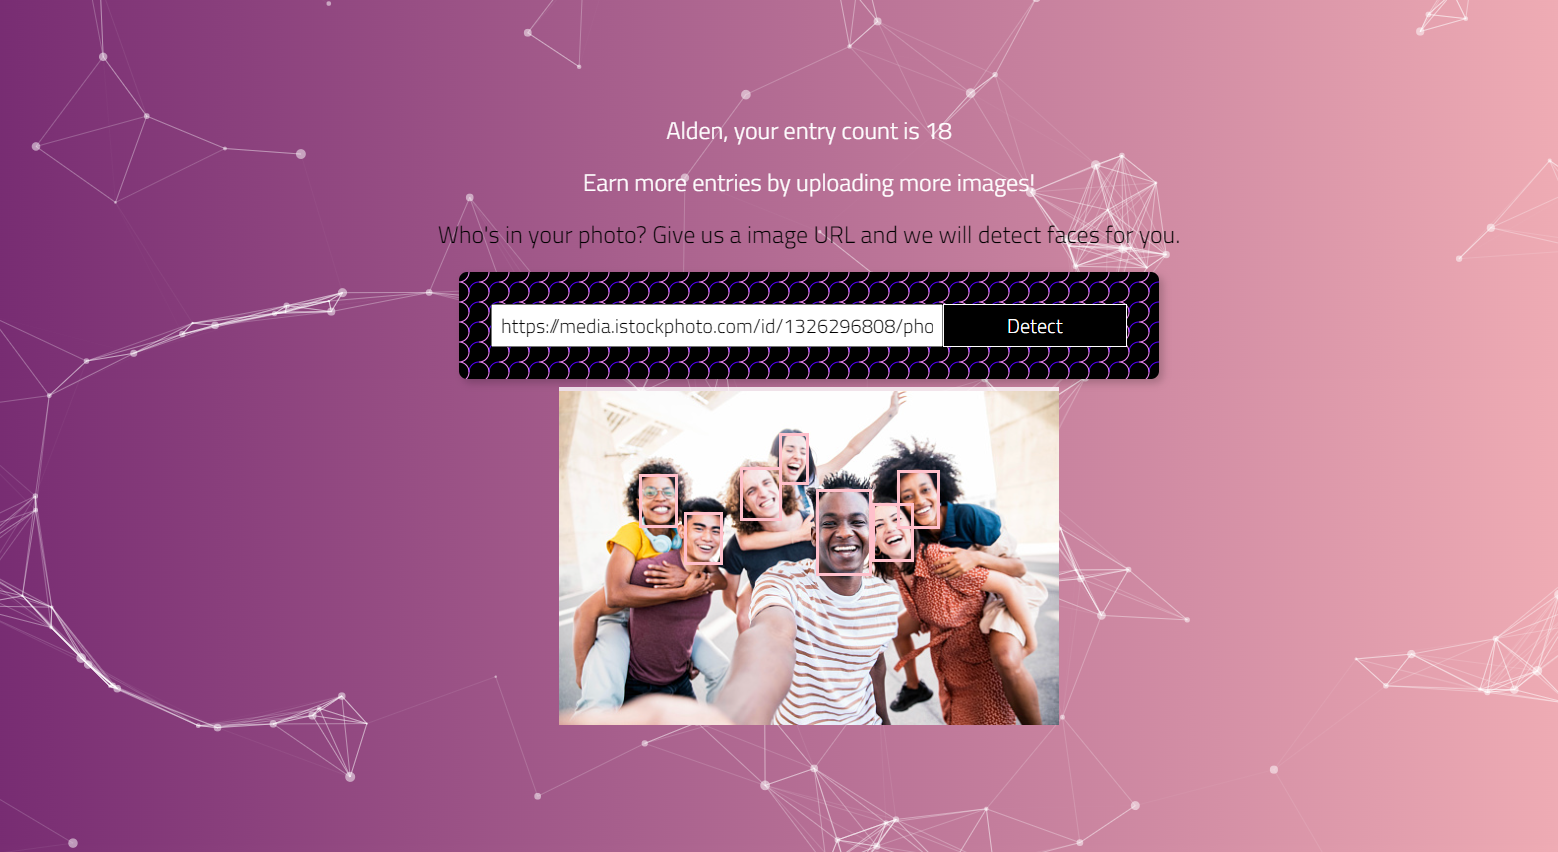 Alden, your entry count is 18
Earn more entries by uploading more images!
Who's in your photo? Give us a image URL and we will detect faces for you.
https://media.istockphoto.com/id/1326296808/pho
Detect